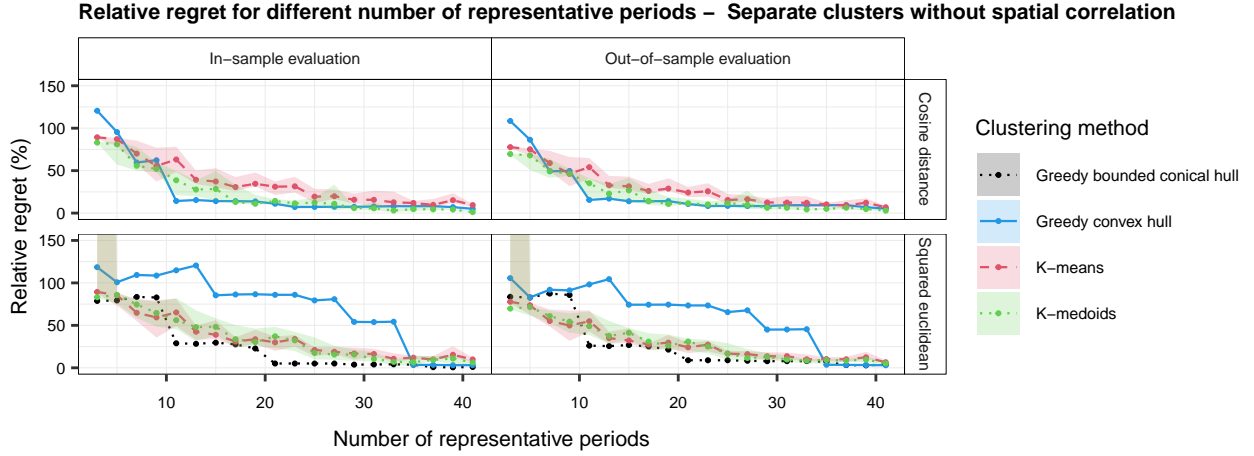 Relative regret for different number of representative periods – Separate clusters without spatial correlation
In–sample evaluation
Out–of–sample evaluation
150
100
50
0
Cosine distance
150
100
50
0
Squared euclidean
Relative regret (%)
10
20
30
40
10
20
30
40
Number of representative periods
Clustering method
Greedy bounded conical hull
Greedy convex hull
K–means
K–medoids